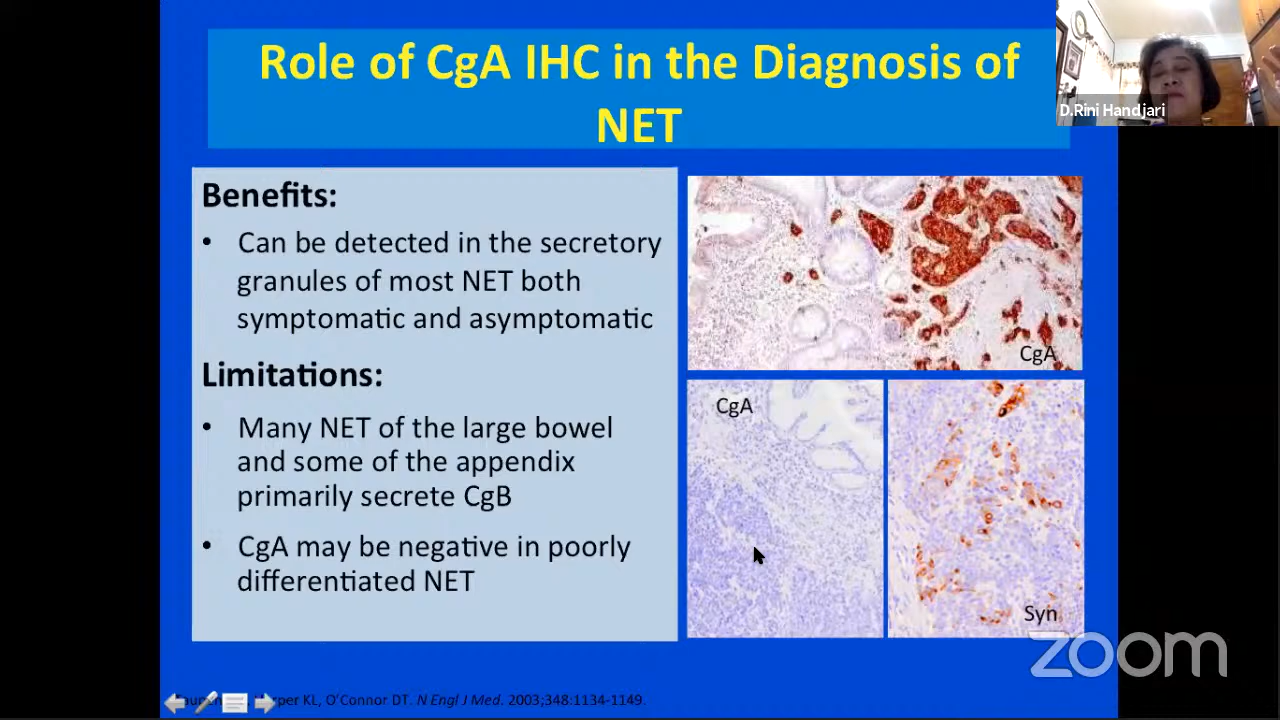 Role of CgA IHC in the Diagnosis of
NET
D.Rini Handjari
Benefits:
• Can be detected in the secretory
granules of most NET both
symptomatic and asymptomatic
Limitations:
• Many NET of the large bowel
and some of the appendix
primarily secrete CgB
• CgA may be negative in poorly
differentiated NET
CgA
CgA
Syn
zoom
KL, O'Connor DT. N Engl J Med. 2003;348:1134-1149.